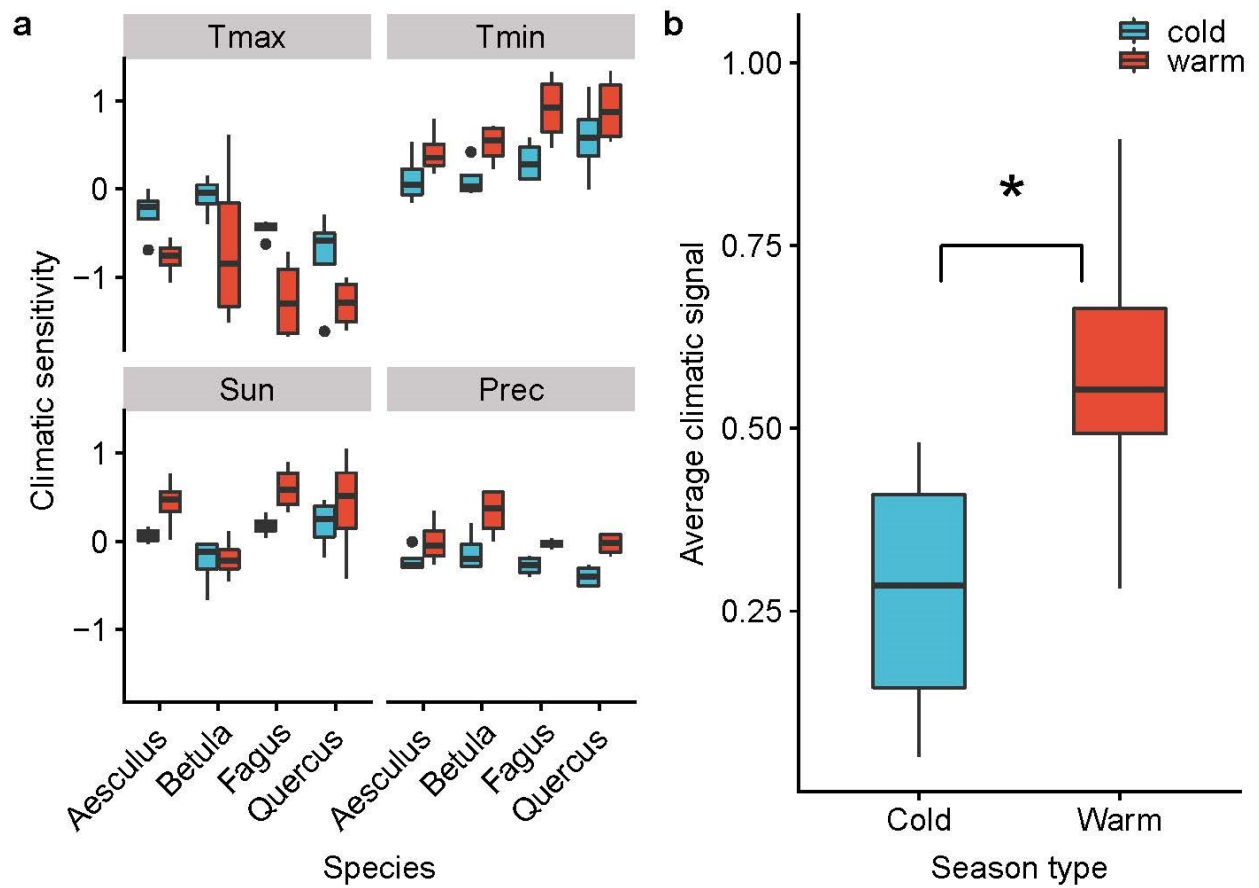 a
Tmax
Tmin
1
0
−1
Sun
Prec
1
0
−1
Climatic sensitivity
Aesculus
Betula
Fagus
Quercus
Aesculus
Betula
Fagus
Quercus
Species
b
cold
warm
1.00
0.75
0.50
0.25
*
Average climatic signal
Cold
Warm
Season type